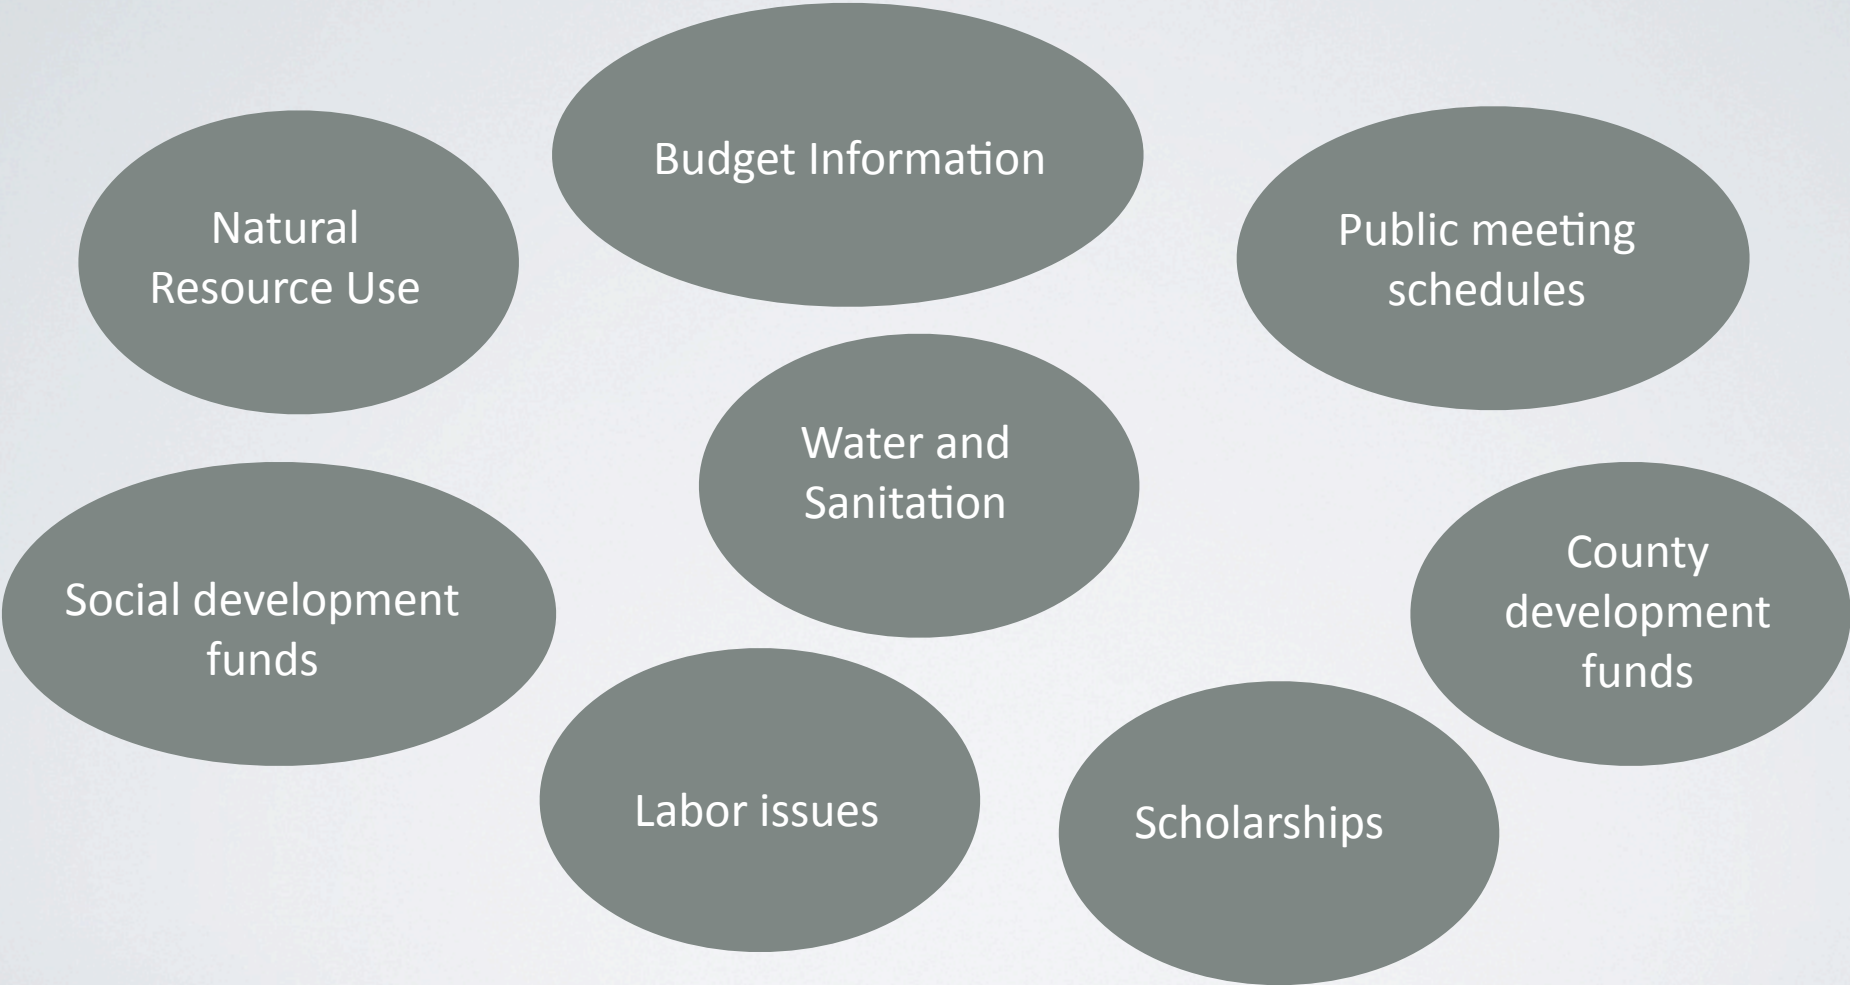 Budget Information
Natural
Resource Use
Public meeting
schedules
Water and
Sanitation
Social development
funds
County
development
funds
Labor issues
Scholarships